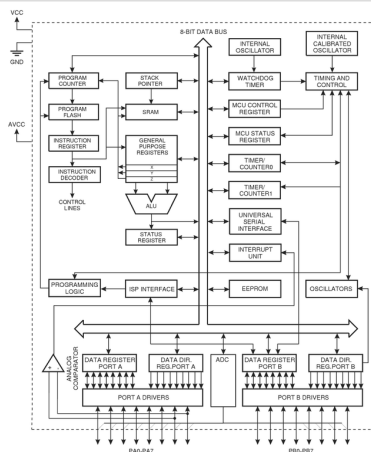 VCC
8-BIT DATA BUS
INTERNAL
OSCILLATOR
INTERNAL
CALIBRATED
OSCILLATOR
GND
PROGRAM
COUNTER
STACK
POINTER
WATCHDOG
TIMER
TIMING AND
CONTROL
PROGRAM
FLASH
SRAM
MCU CONTROL
REGISTER
AVCC
INSTRUCTION
REGISTER
GENERAL
PURPOSE
REGISTERS
X
Y
Z
MCU STATUS
REGISTER
INSTRUCTION
DECODER
TIMER/
COUNTER0
CONTROL
LINES
ALU
TIMER/
COUNTER1
STATUS
REGISTER
UNIVERSAL
SERIAL
INTERFACE
INTERRUPT
UNIT
PROGRAMMING
LOGIC
ISP INTERFACE
EEPROM
OSCILLATORS
ANALOG
COMPARATOR
DATA REGISTER
PORT A
DATA DIR.
REG.PORT A
ADC
DATA REGISTER
PORT B
DATA DIR.
REG.PORT B
PORT A DRIVERS
PORT B DRIVERS
PA0-PA7
PB0-PB7